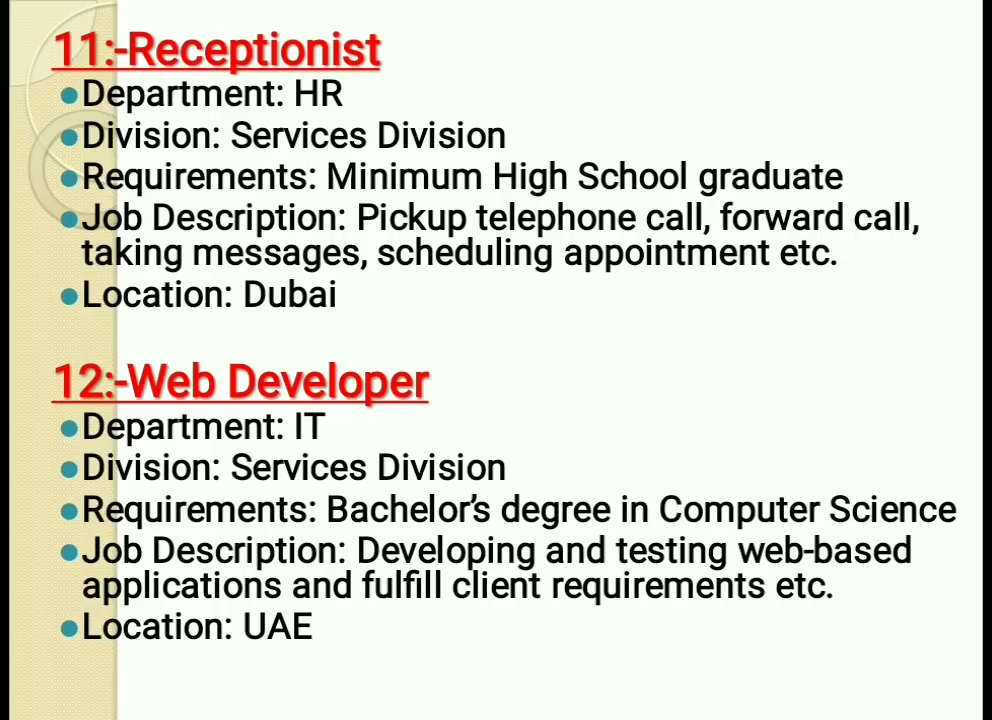 11:-Receptionist
●Department: HR
●Division: Services Division
●Requirements: Minimum High School graduate
●Job Description: Pickup telephone call, forward call,
taking messages, scheduling appointment etc.
●Location: Dubai
12:-Web Developer
●Department: IT
●Division: Services Division
●Requirements: Bachelor’s degree in Computer Science
●Job Description: Developing and testing web-based
applications and fulfill client requirements etc.
●Location: UAE